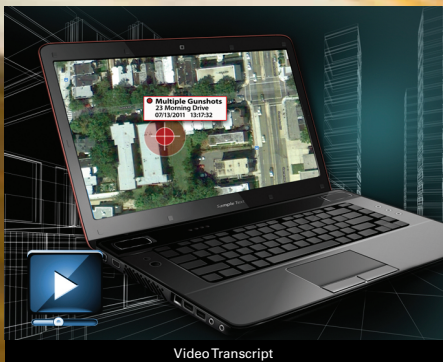 Multiple Gunshots
23 Morning Drive
07/13/2011 13:17:32
Video Transcript